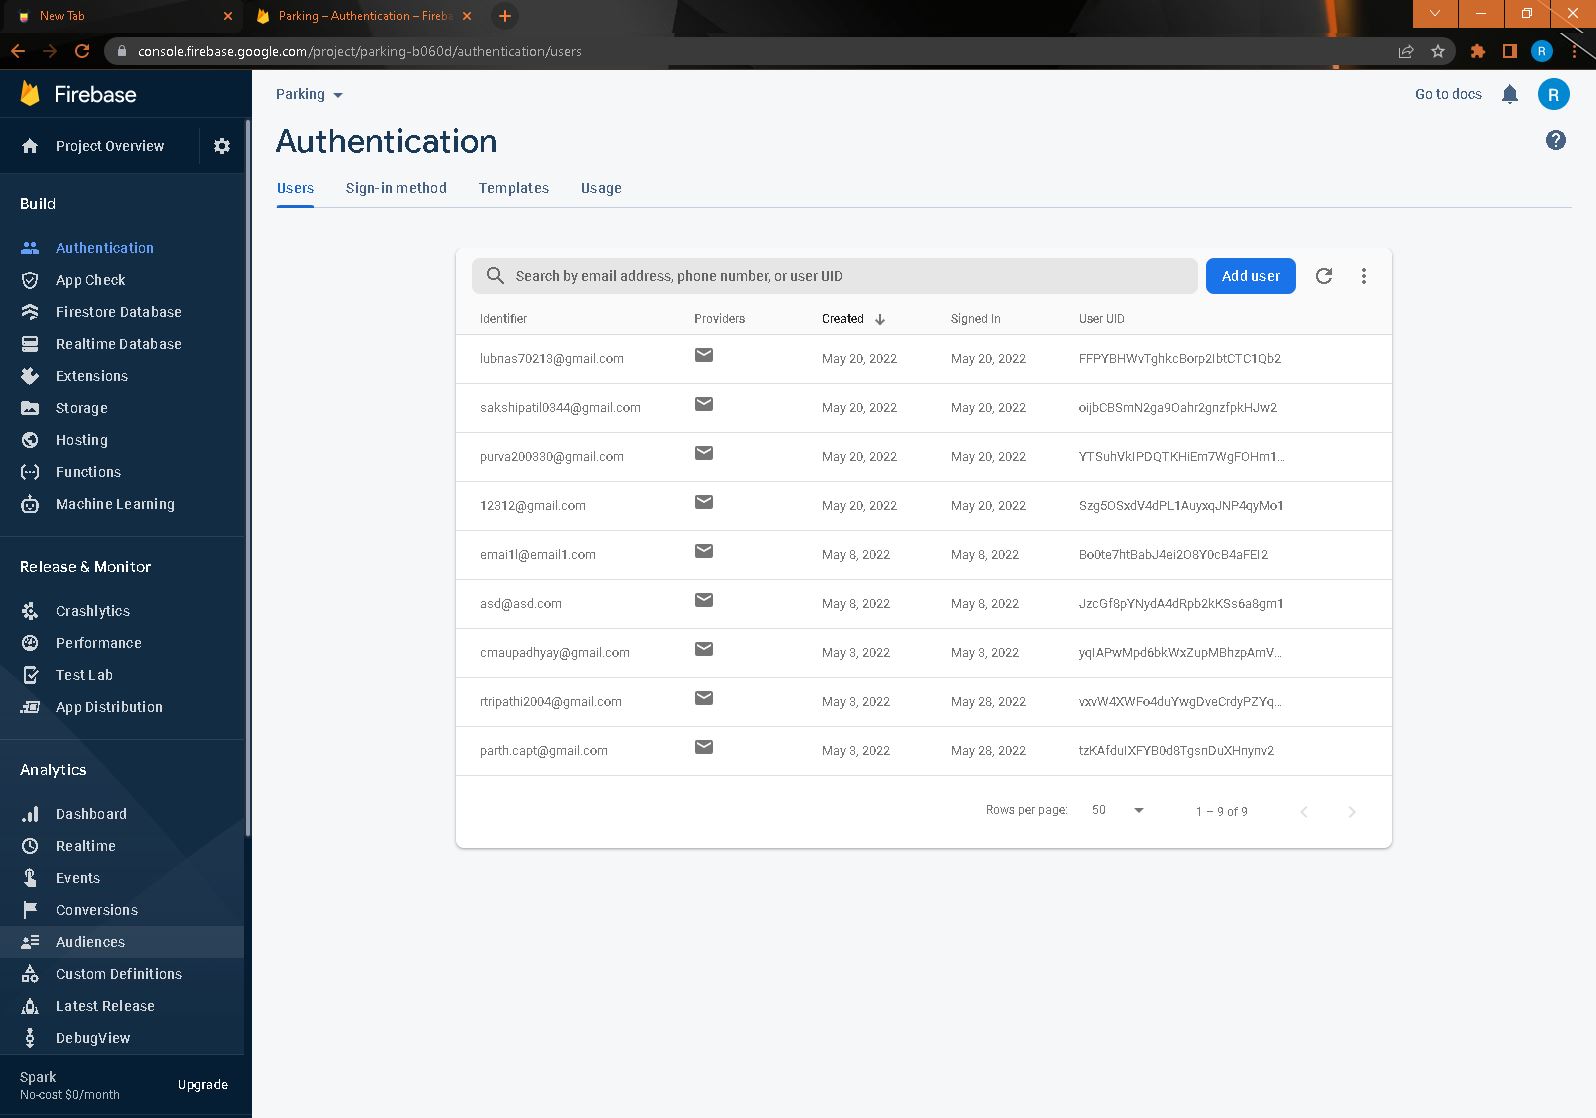 New Tab
Parking – Authentication – Fireba
console.firebase.google.com/project/parking-b060d/authentication/users
R
Firebase
Parking
Go to docs
R
Project Overview
Authentication
Users Sign-in method Templates Usage
Build
Authentication
App Check
Firestore Database
Realtime Database
Extensions
Storage
Hosting
Functions
Machine Learning
Release & Monitor
Crashlytics
Performance
Test Lab
App Distribution
Analytics
Dashboard
Realtime
Events
Conversions
Audiences
Custom Definitions
Latest Release
DebugView
Spark
No-cost $0/month
Upgrade
Search by email address, phone number, or user UID
Add user
Identifier Providers Created Signed In User UID
lubnas70213@gmail.com May 20, 2022 May 20, 2022 FFPYBHWvTghkcBorp2IbtCTC1Qb2
sakshipatil0344@gmail.com May 20, 2022 May 20, 2022 oijbCBSmN2ga9Oahr2gnzfpkHJw2
purva200330@gmail.com May 20, 2022 May 20, 2022 YTSuhVkIPDQTKHiEm7WgFOHm1...
12312@gmail.com May 20, 2022 May 20, 2022 Szg5OSxdV4dPL1AuyxqJNP4qyMo1
emai1l@email1.com May 8, 2022 May 8, 2022 Bo0te7htBabJ4ei2O8Y0cB4aFEI2
asd@asd.com May 8, 2022 May 8, 2022 JzcGf8pYNydA4dRpb2kKSs6a8gm1
cmaupadhyay@gmail.com May 3, 2022 May 3, 2022 yqIAPwMpd6bkWxZupMBhzpAmV...
rtripathi2004@gmail.com May 3, 2022 May 28, 2022 vxvW4XWFo4duYwgDveCrdyPZYq...
parth.capt@gmail.com May 3, 2022 May 28, 2022 tzKAfduIXFYB0d8TgsnDuXHnynv2
Rows per page: 50 1 – 9 of 9